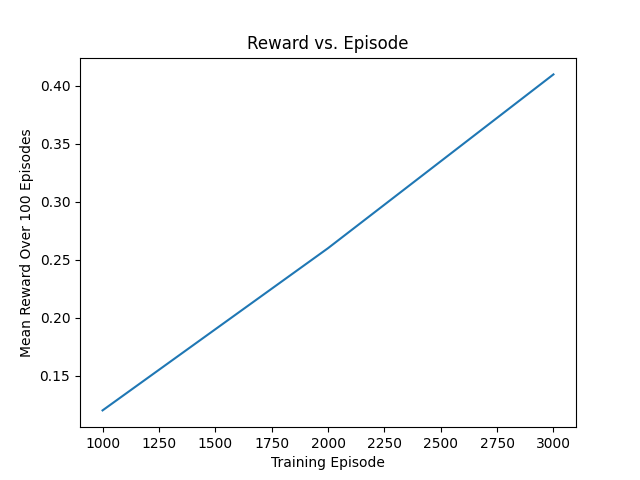 Reward vs. Episode
Mean Reward Over 100 Episodes
0.40
0.35
0.30
0.25
0.20
0.15
1000 1250 1500 1750 2000 2250 2500 2750 3000
Training Episode